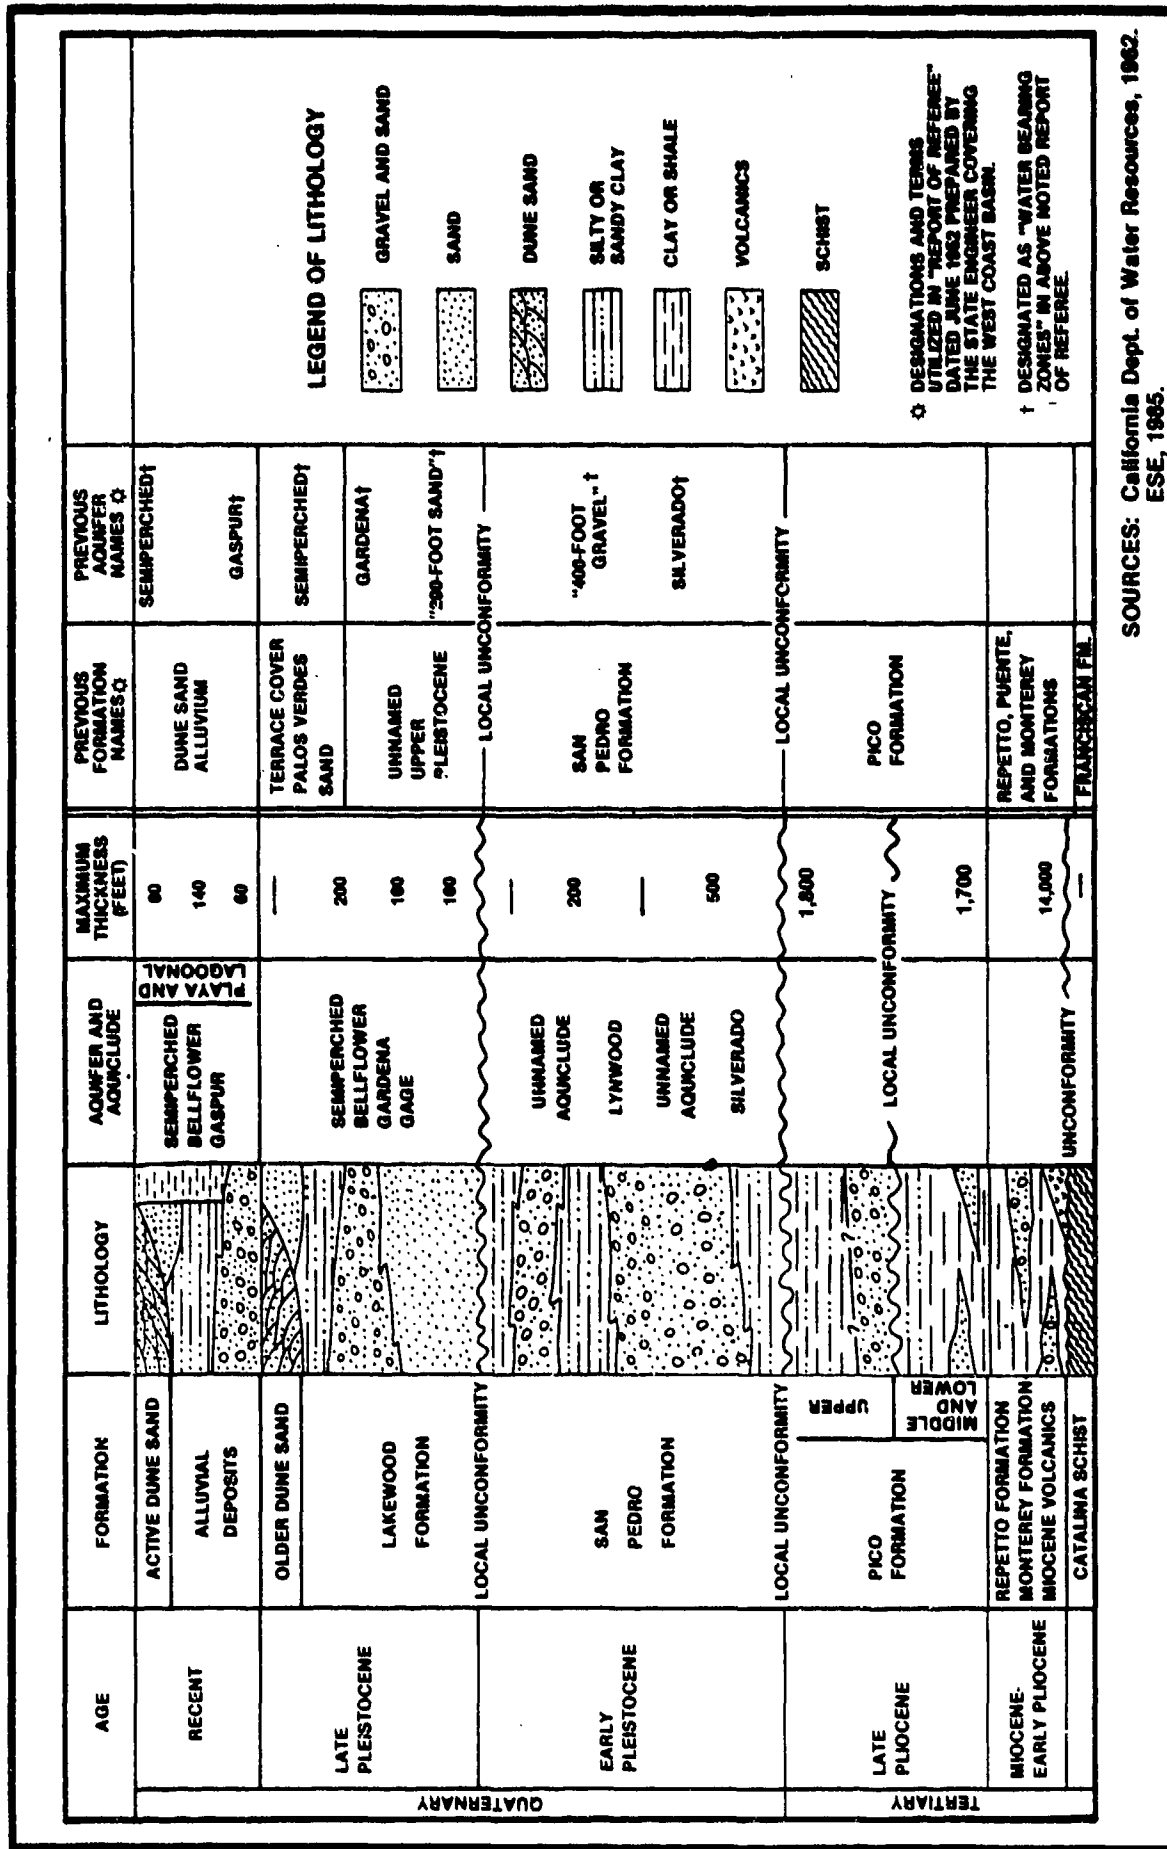 AGE
FORMATION
LITHOLOGY
AQUIFER AND
AQUICLUDE
MAXIMUM
THICKNESS
(FEET)
PREVIOUS
FORMATION
NAMES☼
PREVIOUS
AQUIFER
NAMES ☼
QUATERNARY
RECENT
ACTIVE DUNE SAND
ALLUVIAL
DEPOSITS
SEMIPERCHED
BELLFLOWER
GASPUR
PLAYA AND
LAGOONAL
140
60
DUNE SAND
ALLUVIUM
SEMIPERCHED†
GASPUR†
LATE
PLEISTOCENE
OLDER DUNE SAND
LAKEWOOD
FORMATION
SEMIPERCHED
BELLFLOWER
GARDENA
GAGE
—
200
160
160
TERRACE COVER
PALOS VERDES
SAND
UNNAMED
UPPER
PLEISTOCENE
SEMIPERCHED†
GARDENA†
"200-FOOT SAND"†
LOCAL UNCONFORMITY
LOCAL UNCONFORMITY
EARLY
PLEISTOCENE
SAN
PEDRO
FORMATION
UNNAMED
AQUICLUDE
LYNWOOD
UNNAMED
AQUICLUDE
SILVERADO
—
200
—
500
SAN
PEDRO
FORMATION
"400-FOOT
GRAVEL"†
SILVERADO†
LOCAL UNCONFORMITY
LOCAL UNCONFORMITY
TERTIARY
LATE
PLIOCENE
PICO
FORMATION
UPPER
MIDDLE
AND
LOWER
LOCAL UNCONFORMITY
1,800
1,700
PICO
FORMATION
MIOCENE-
EARLY PLIOCENE
REPETTO FORMATION
MONTEREY FORMATION
MIOCENE VOLCANICS
14,000
REPETTO, PUENTE,
AND MONTEREY
FORMATIONS
UNCONFORMITY
CATALINA SCHIST
—
FRANCISCAN FM.
LEGEND OF LITHOLOGY
GRAVEL AND SAND
SAND
DUNE SAND
SILTY OR
SANDY CLAY
CLAY OR SHALE
VOLCANICS
SCHIST
☼ DESIGNATIONS AND TERMS
UTILIZED IN "REPORT OF REFEREE"
DATED JUNE 1952 PREPARED BY
THE STATE ENGINEER COVERING
THE WEST COAST BASIN.
† DESIGNATED AS "WATER BEARING
ZONES" IN ABOVE NOTED REPORT
OF REFEREE.
SOURCES: California Dept. of Water Resources, 1962.
ESE, 1985.